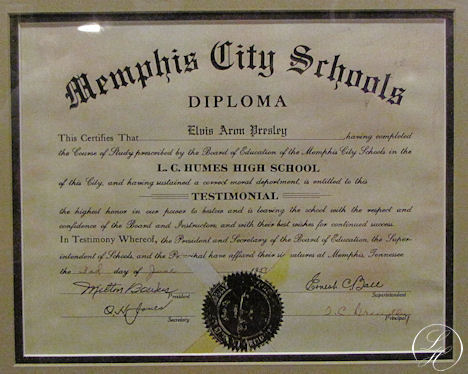 Memphis City Schools
DIPLOMA
This Certifies That Elvis Aron Presley having completed
the Course of Study prescribed by the Board of Education of the Memphis City Schools in the
L. C. HUMES HIGH SCHOOL
of this City, and having sustained a correct moral deportment, is entitled to this
TESTIMONIAL
the highest honor in our power to bestow and is leaving the school with the respect and
confidence of the Board and Instructors, and with their best wishes for continued success.
In Testimony Whereof, the President and Secretary of the Board of Education, the Super-
intendent of Schools, and the Principal have affixed their signatures at Memphis, Tennessee
the 3rd day of June
Ernest C. Ball
President
Superintendent
Secretary
Principal